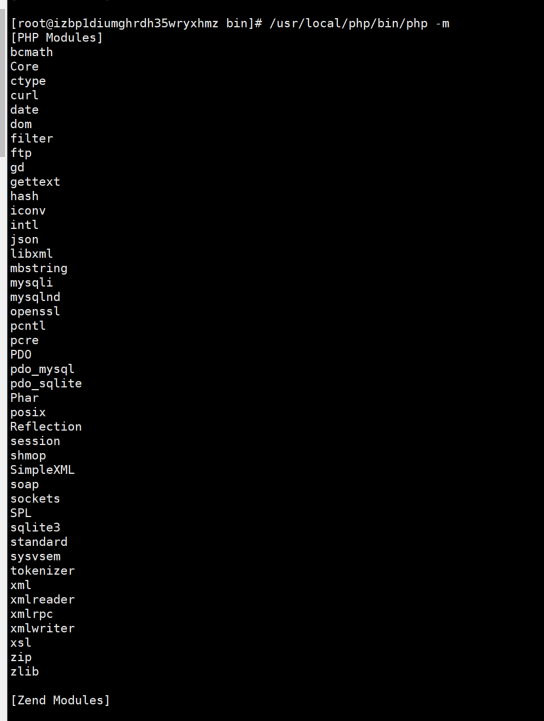 [root@izbp1diumghrdh35wryxhmz bin]# /usr/local/php/bin/php -m
[PHP Modules]
bcmath
Core
ctype
curl
date
dom
filter
ftp
gd
gettext
hash
iconv
intl
json
libxml
mbstring
mysqli
mysqlnd
openssl
pcntl
pcre
PDO
pdo_mysql
pdo_sqlite
Phar
posix
Reflection
session
shmop
SimpleXML
soap
sockets
SPL
sqlite3
standard
sysvsem
tokenizer
xml
xmlreader
xmlrpc
xmlwriter
xsl
zip
zlib
[Zend Modules]